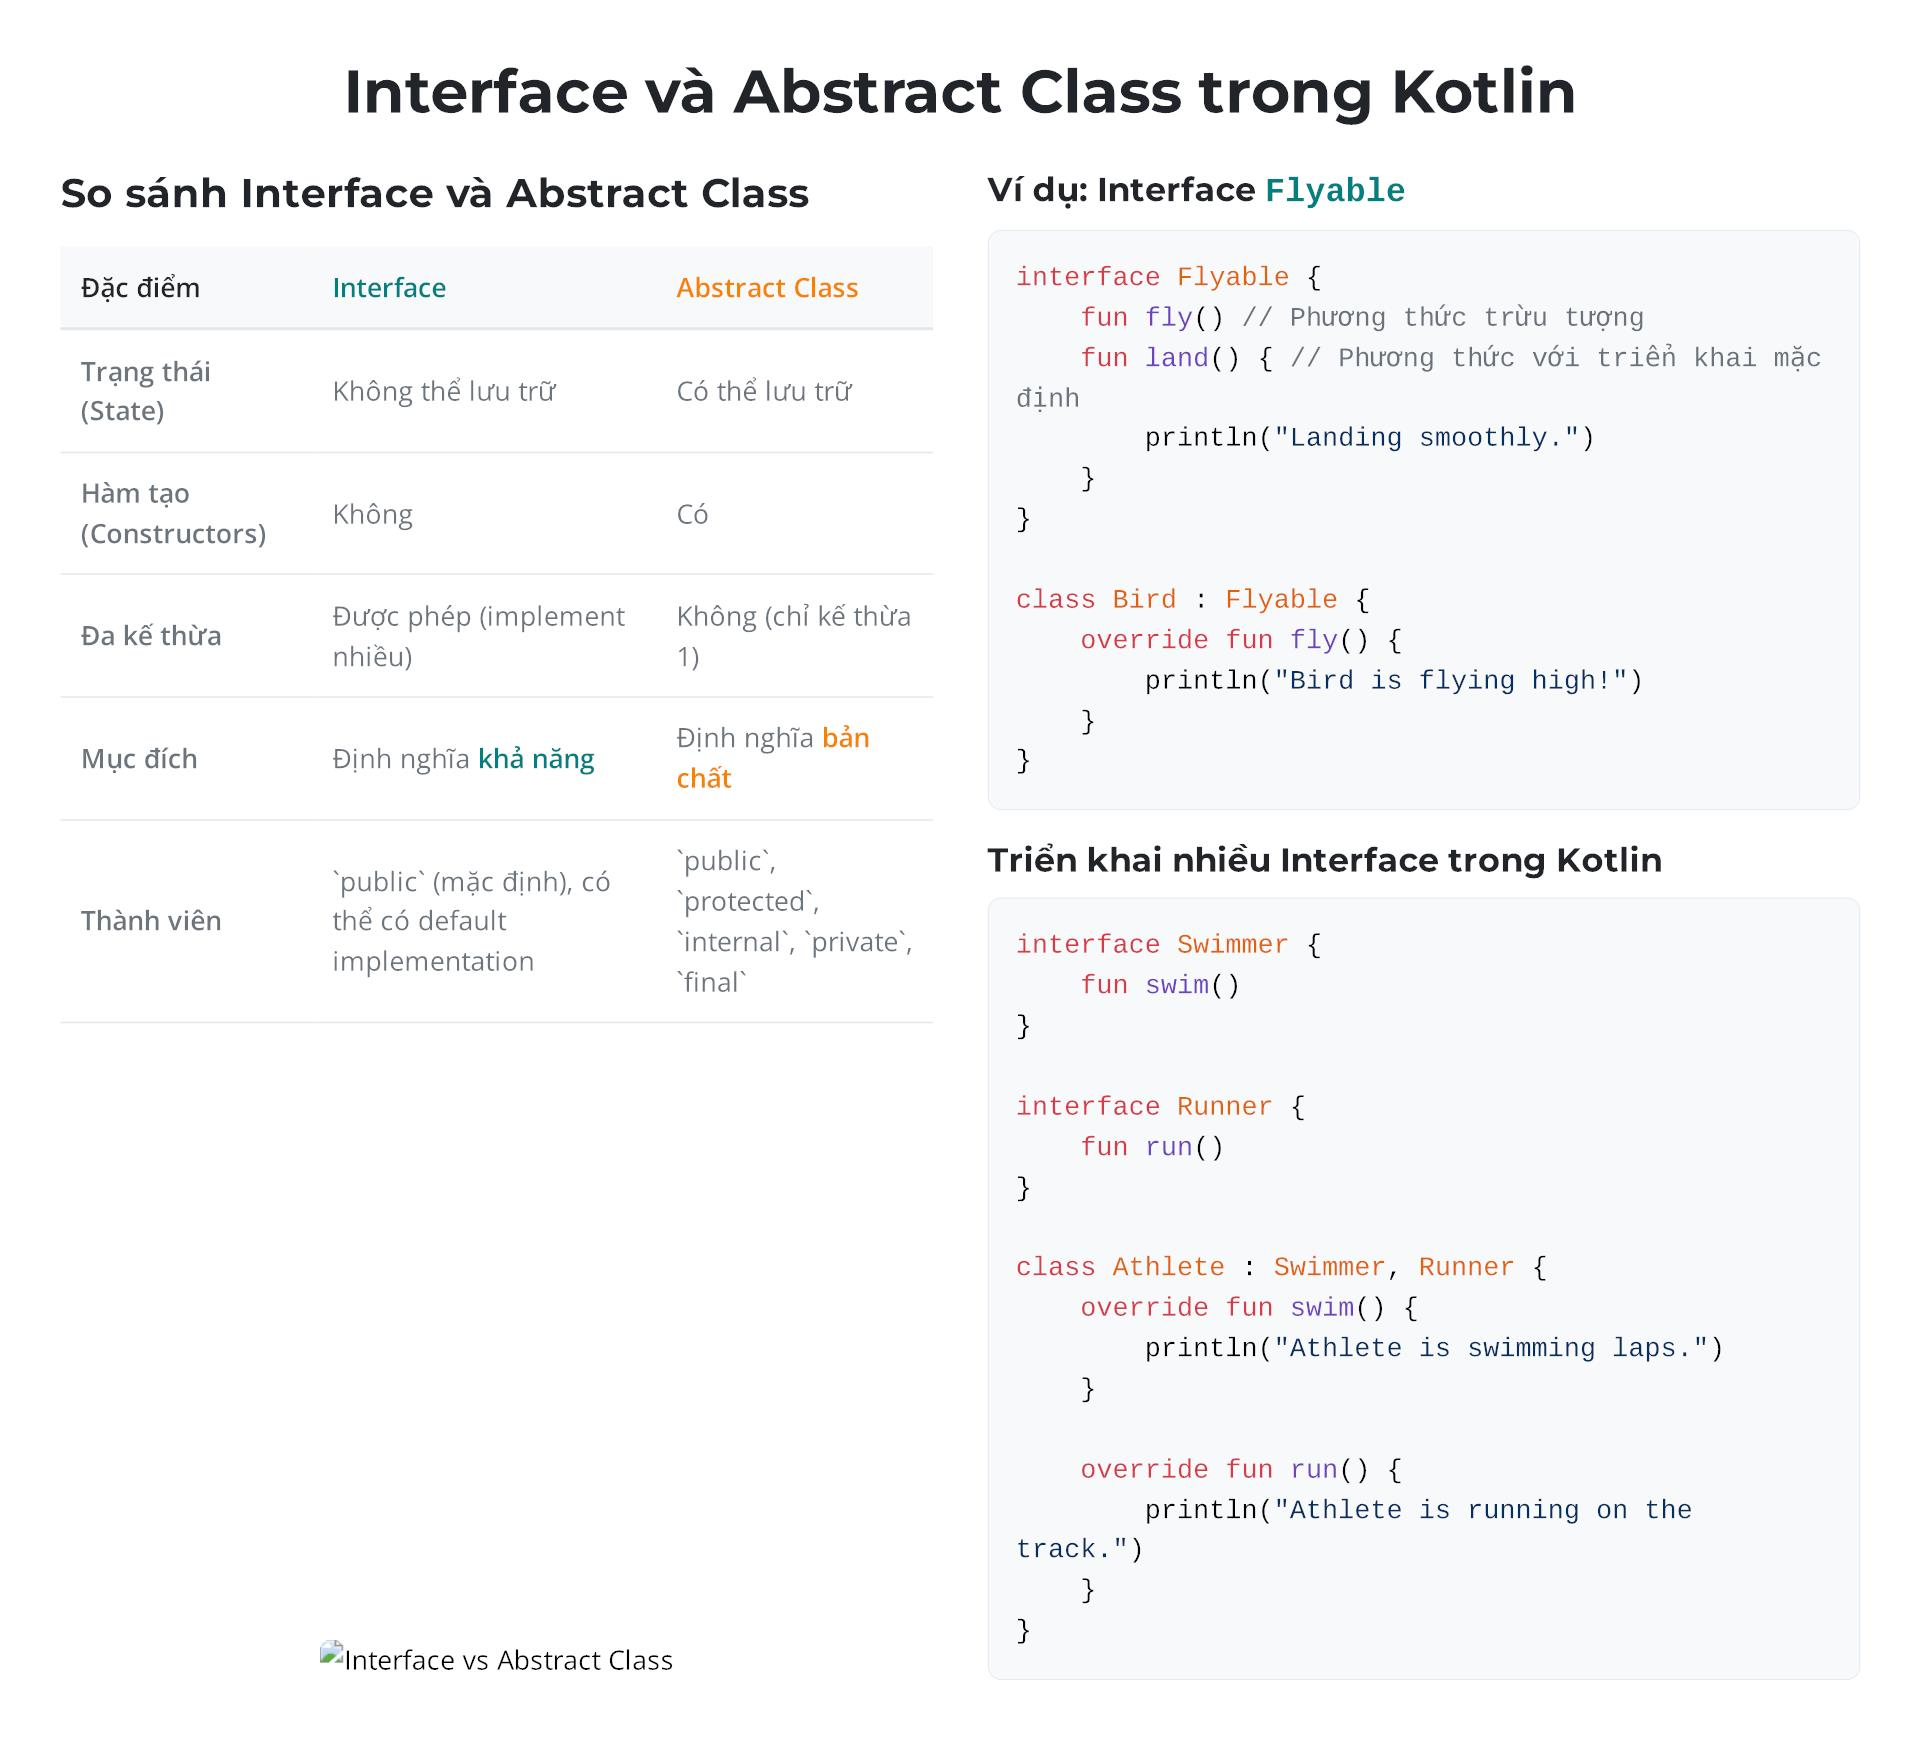 Interface và Abstract Class trong Kotlin
So sánh Interface và Abstract Class
Đặc điểm Interface Abstract Class
Trạng thái
(State)
Không thể lưu trữ
Có thể lưu trữ
Hàm tạo
(Constructors)
Không
Có
Đa kế thừa
Được phép (implement
nhiều)
Không (chỉ kế thừa
1)
Mục đích
Định nghĩa khả năng
Định nghĩa bản
chất
Thành viên
`public` (mặc định), có
thể có default
implementation
`public`,
`protected`,
`internal`, `private`,
`final`
Interface vs Abstract Class
Ví dụ: Interface Flyable
interface Flyable {
    fun fly() // Phương thức trừu tượng
    fun land() { // Phương thức với triển khai mặc
định
        println("Landing smoothly.")
    }
}
class Bird : Flyable {
    override fun fly() {
        println("Bird is flying high!")
    }
}
Triển khai nhiều Interface trong Kotlin
interface Swimmer {
    fun swim()
}
interface Runner {
    fun run()
}
class Athlete : Swimmer, Runner {
    override fun swim() {
        println("Athlete is swimming laps.")
    }
    override fun run() {
        println("Athlete is running on the
track.")
    }
}